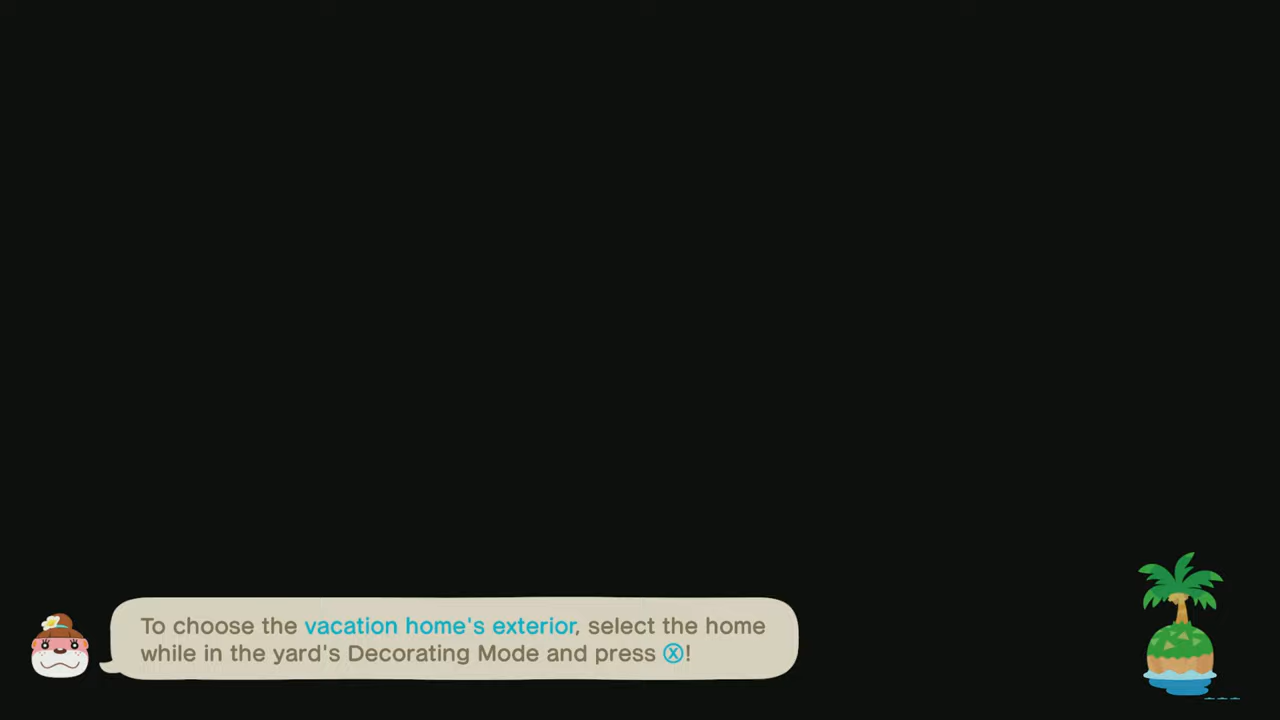 To choose the vacation home's exterior, select the home
while in the yard's Decorating Mode and press Ⓧ!